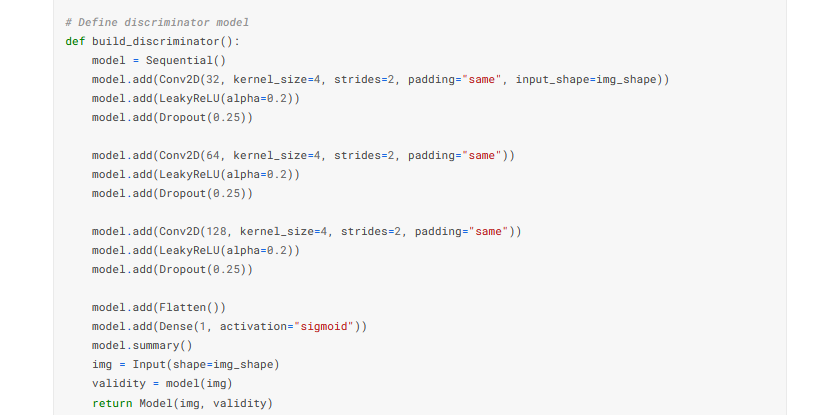 # Define discriminator model
def build_discriminator():
    model = Sequential()
    model.add(Conv2D(32, kernel_size=4, strides=2, padding="same", input_shape=img_shape))
    model.add(LeakyReLU(alpha=0.2))
    model.add(Dropout(0.25))

    model.add(Conv2D(64, kernel_size=4, strides=2, padding="same"))
    model.add(LeakyReLU(alpha=0.2))
    model.add(Dropout(0.25))

    model.add(Conv2D(128, kernel_size=4, strides=2, padding="same"))
    model.add(LeakyReLU(alpha=0.2))
    model.add(Dropout(0.25))

    model.add(Flatten())
    model.add(Dense(1, activation="sigmoid"))
    model.summary()
    img = Input(shape=img_shape)
    validity = model(img)
    return Model(img, validity)